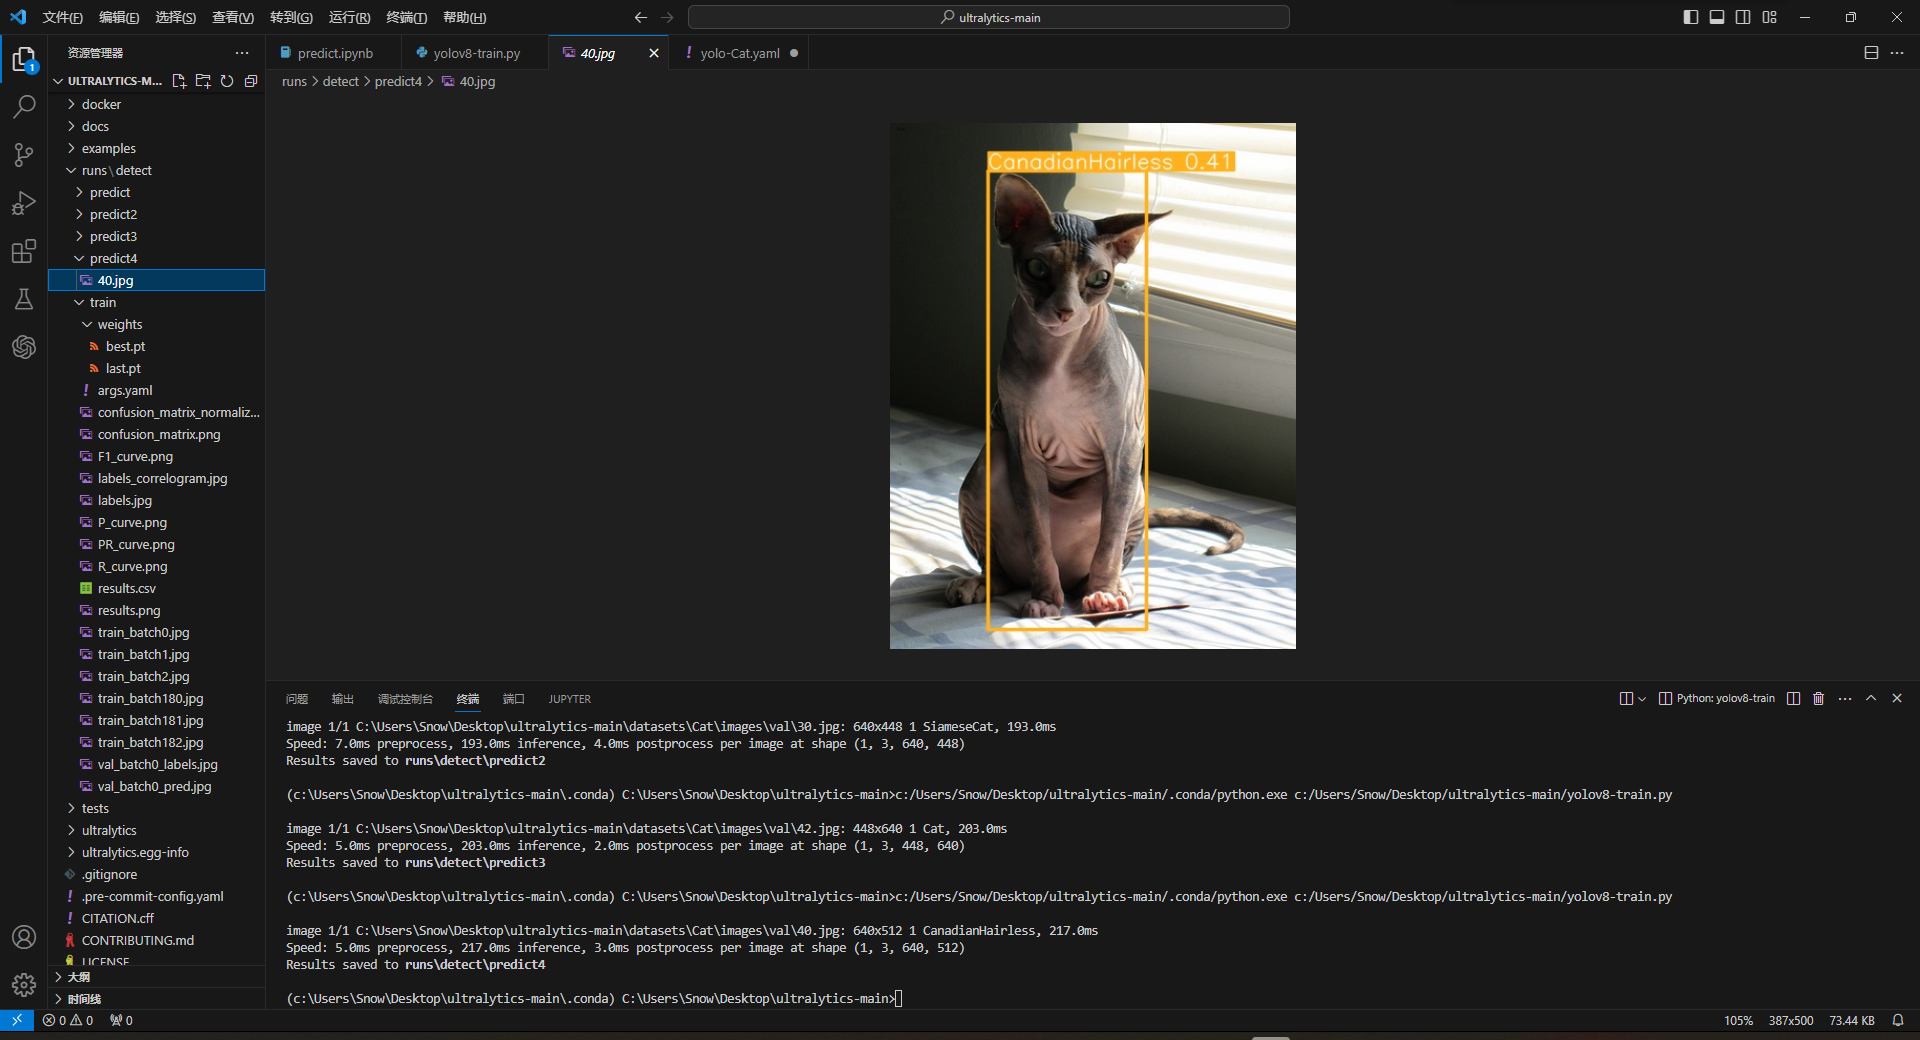 文件(F) 编辑(E) 选择(S) 查看(V) 转到(G) 运行(R) 终端(T) 帮助(H)
ultralytics-main
资源管理器
predict.ipynb
yolov8-train.py
40.jpg
! yolo-Cat.yaml
ULTRALYTICS-M...
runs > detect > predict4 > 40.jpg
docker
docs
examples
runs\detect
predict
predict2
predict3
predict4
40.jpg
train
weights
best.pt
last.pt
! args.yaml
confusion_matrix_normaliz...
confusion_matrix.png
F1_curve.png
labels_correlogram.jpg
labels.jpg
P_curve.png
PR_curve.png
R_curve.png
results.csv
results.png
train_batch0.jpg
train_batch1.jpg
train_batch2.jpg
train_batch180.jpg
train_batch181.jpg
train_batch182.jpg
val_batch0_labels.jpg
val_batch0_pred.jpg
tests
ultralytics
ultralytics.egg-info
.gitignore
! .pre-commit-config.yaml
! CITATION.cff
CONTRIBUTING.md
LICENSE
大纲
时间线
CanadianHairless 0.41
问题 输出 调试控制台 终端 端口 JUPYTER
Python: yolov8-train
image 1/1 C:\Users\Snow\Desktop\ultralytics-main\datasets\Cat\images\val\30.jpg: 640x448 1 SiameseCat, 193.0ms
Speed: 7.0ms preprocess, 193.0ms inference, 4.0ms postprocess per image at shape (1, 3, 640, 448)
Results saved to runs\detect\predict2
(c:\Users\Snow\Desktop\ultralytics-main\.conda) C:\Users\Snow\Desktop\ultralytics-main>c:/Users/Snow/Desktop/ultralytics-main/.conda/python.exe c:/Users/Snow/Desktop/ultralytics-main/yolov8-train.py
image 1/1 C:\Users\Snow\Desktop\ultralytics-main\datasets\Cat\images\val\42.jpg: 448x640 1 Cat, 203.0ms
Speed: 5.0ms preprocess, 203.0ms inference, 2.0ms postprocess per image at shape (1, 3, 448, 640)
Results saved to runs\detect\predict3
(c:\Users\Snow\Desktop\ultralytics-main\.conda) C:\Users\Snow\Desktop\ultralytics-main>c:/Users/Snow/Desktop/ultralytics-main/.conda/python.exe c:/Users/Snow/Desktop/ultralytics-main/yolov8-train.py
image 1/1 C:\Users\Snow\Desktop\ultralytics-main\datasets\Cat\images\val\40.jpg: 640x512 1 CanadianHairless, 217.0ms
Speed: 5.0ms preprocess, 217.0ms inference, 3.0ms postprocess per image at shape (1, 3, 640, 512)
Results saved to runs\detect\predict4
(c:\Users\Snow\Desktop\ultralytics-main\.conda) C:\Users\Snow\Desktop\ultralytics-main>
1
0 0 0
105% 387x500 73.44 KB